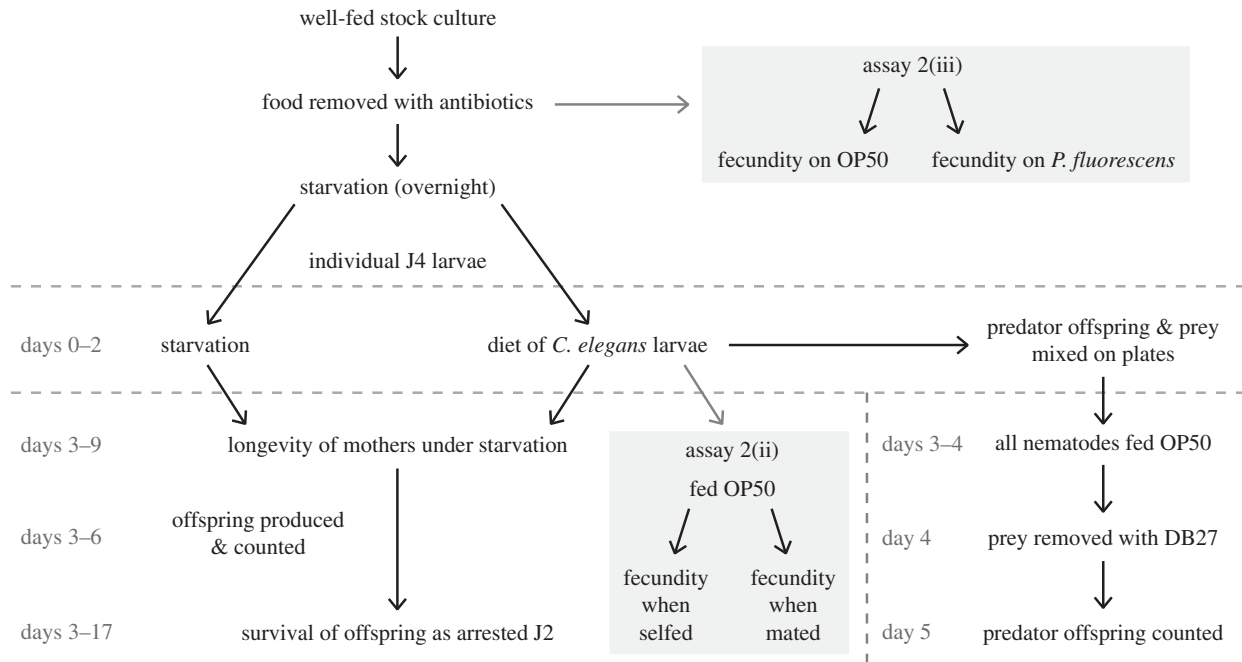 well-fed stock culture
food removed with antibiotics
assay 2(iii)
fecundity on OP50
fecundity on P. fluorescens
starvation (overnight)
individual J4 larvae
days 0–2
starvation
diet of C. elegans larvae
predator offspring & prey
mixed on plates
days 3–9
longevity of mothers under starvation
days 3–6
offspring produced
& counted
days 3–17
survival of offspring as arrested J2
assay 2(ii)
fed OP50
fecundity
when
selfed
fecundity
when
mated
days 3–4
all nematodes fed OP50
day 4
prey removed with DB27
day 5
predator offspring counted